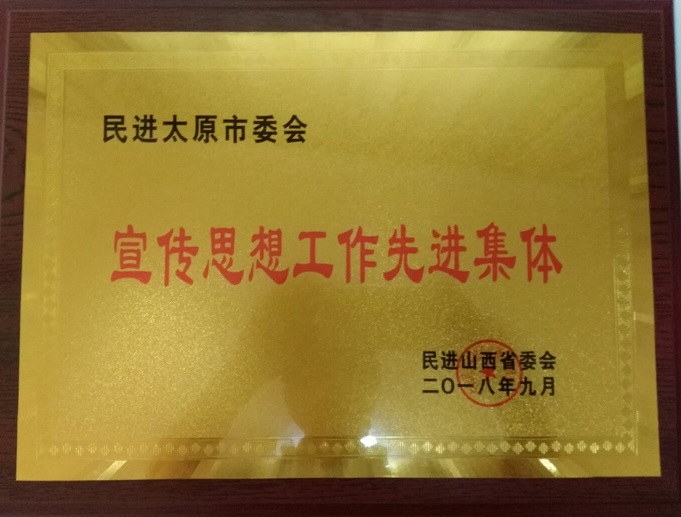 民进太原市委会
宣传思想工作先进集体
民进山西省委会
二〇一八年九月